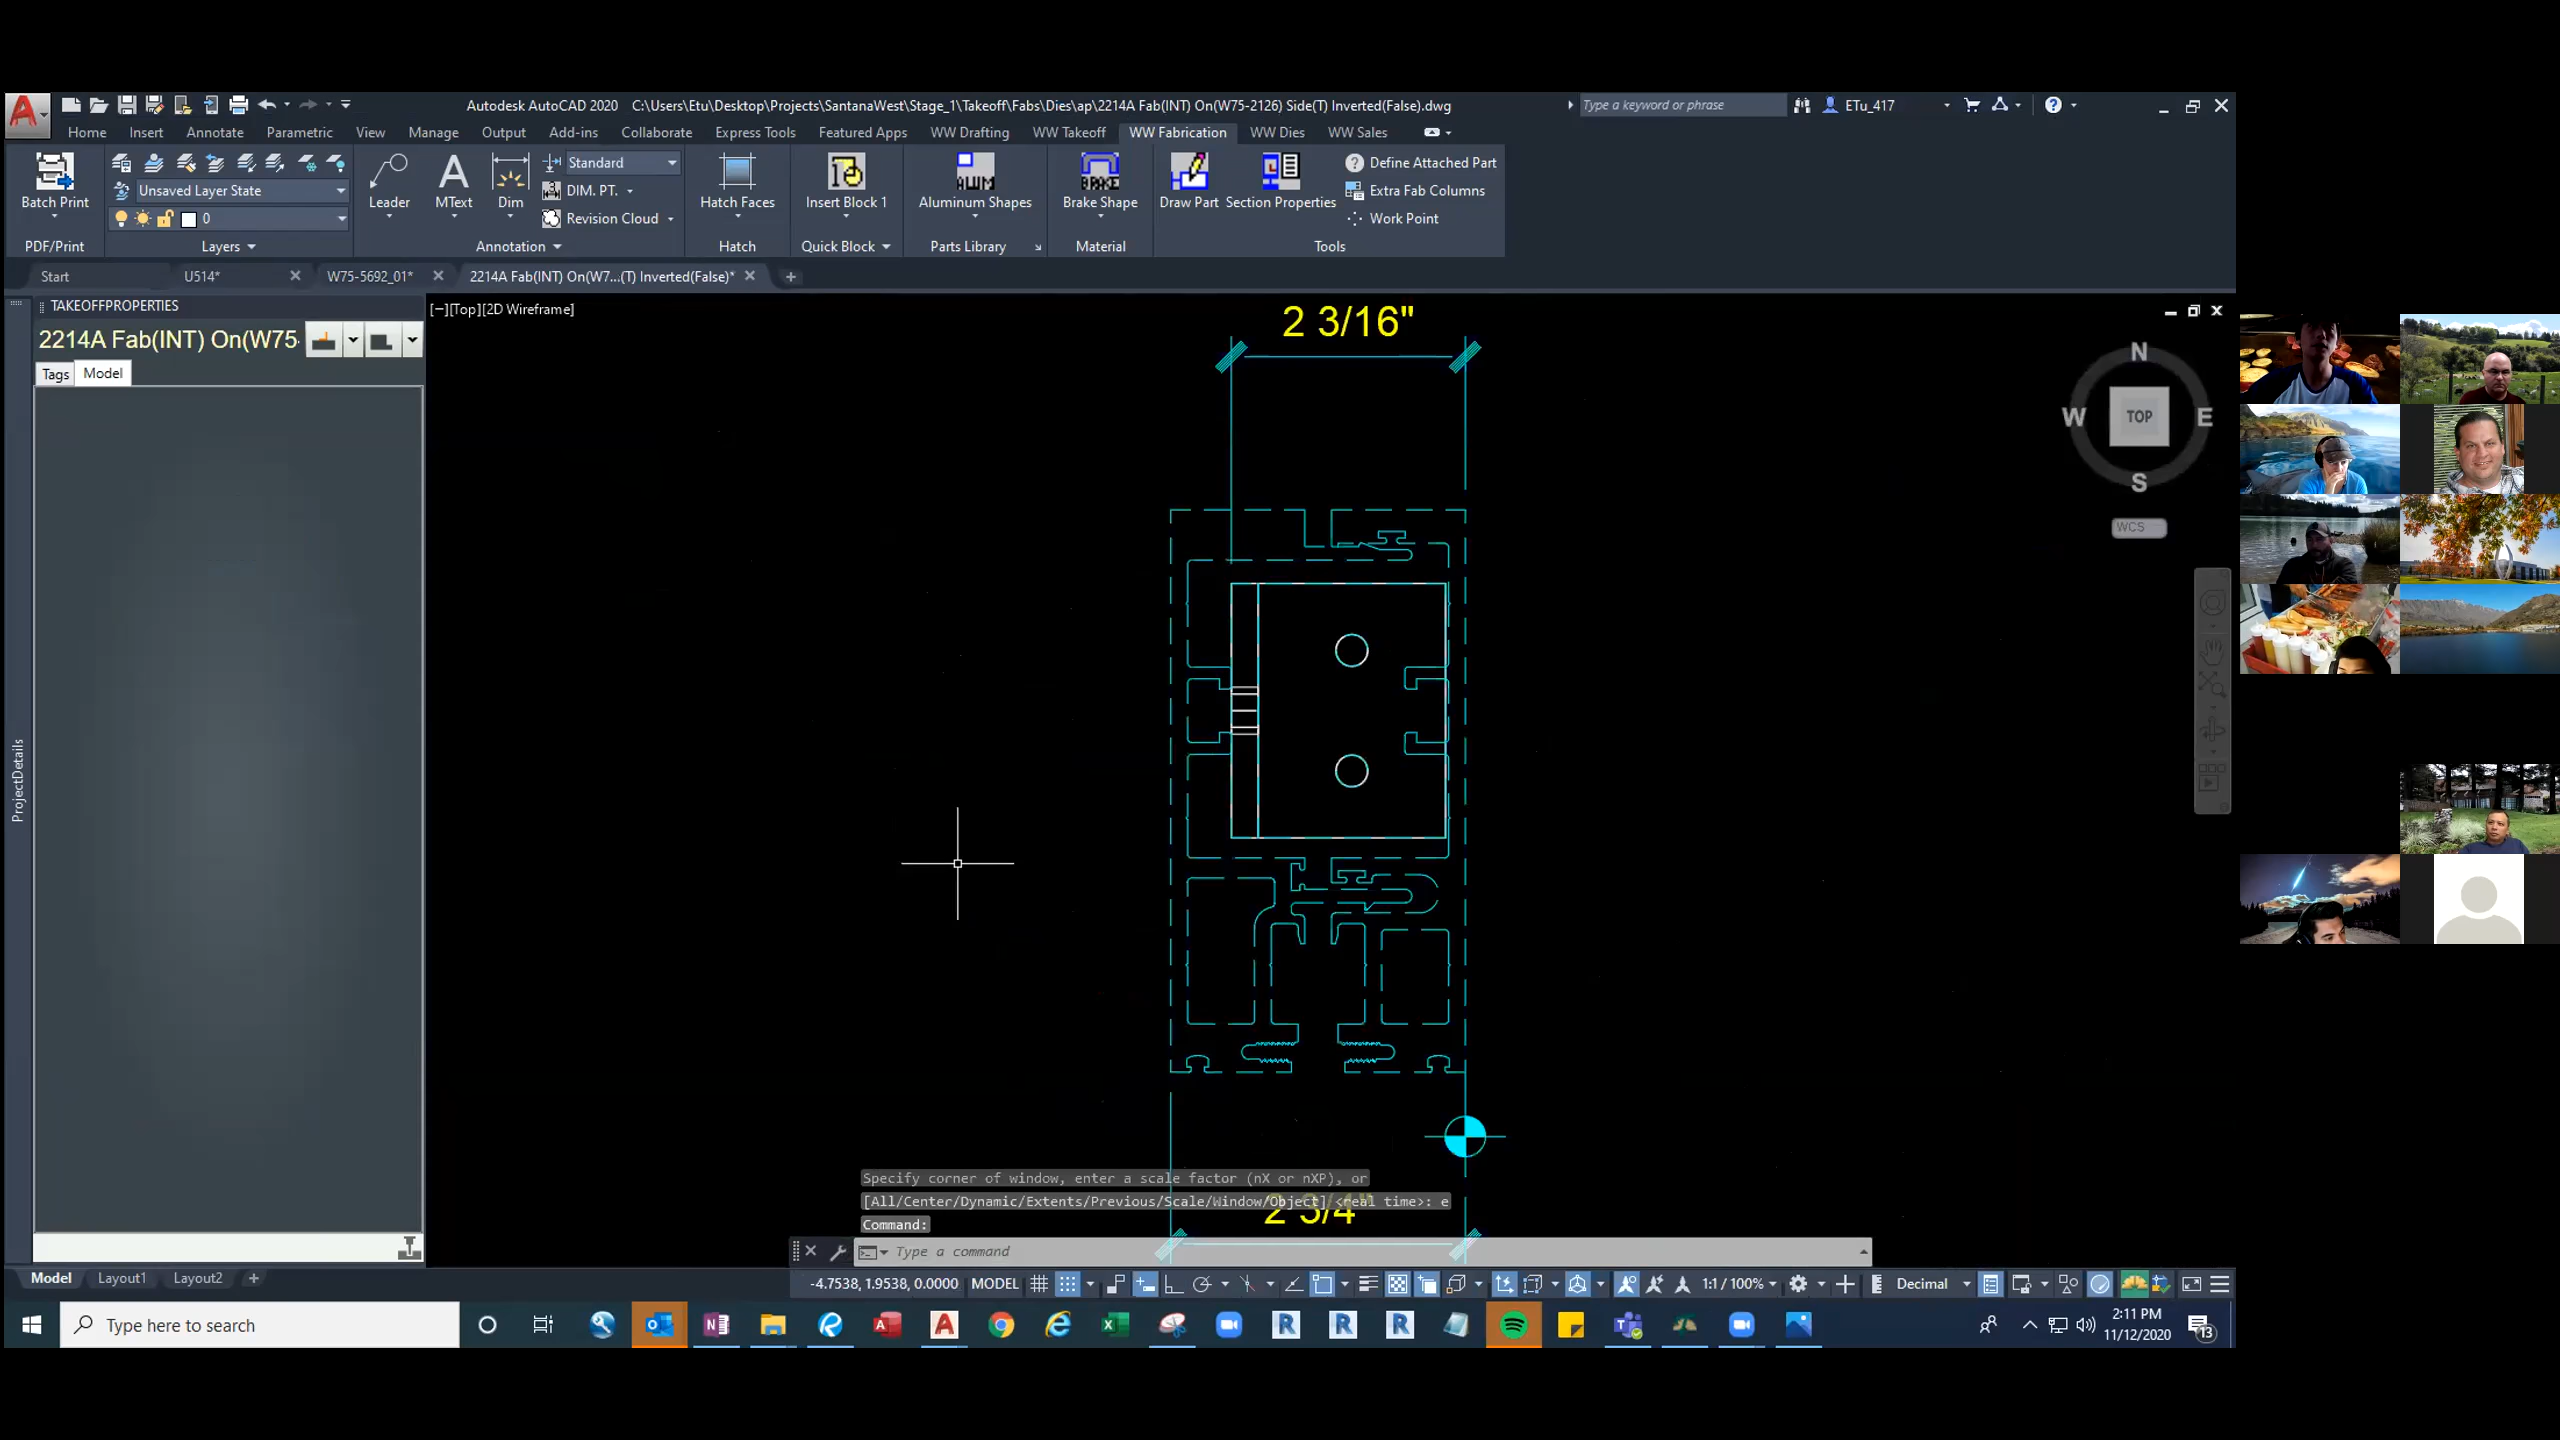 Autodesk AutoCAD 2020 C:\Users\Etu\Desktop\Projects\SantanaWest\Stage_1\Takeoff\Fabs\Dies\ap\2214A Fab(INT) On(W75-2126) Side(T) Inverted(False).dwg
Type a keyword or phrase
ETu_417
Home Insert Annotate Parametric View Manage Output Add-ins Collaborate Express Tools Featured Apps WW Drafting WW Takeoff WW Fabrication WW Dies WW Sales
Batch Print
Unsaved Layer State
0
Leader
MText
Dim
Standard
DIM. PT.
Revision Cloud
Hatch Faces
Insert Block 1
ALUM
Aluminum Shapes
BRAKE
Brake Shape
Draw Part
Section Properties
Define Attached Part
Extra Fab Columns
Work Point
PDF/Print Layers Annotation Hatch Quick Block Parts Library Material Tools
Start U514* W75-5692_01* 2214A Fab(INT) On(W7...(T) Inverted(False)*
TAKEOFFPROPERTIES
2214A Fab(INT) On(W75-
Tags Model
ProjectDetails
[−][Top][2D Wireframe]
2 3/16"
N
W TOP E
S
WCS
Specify corner of window, enter a scale factor (nX or nXP), or
[All/Center/Dynamic/Extents/Previous/Scale/Window/Object] <real time>: e
2 3/4"
Command:
Type a command
Model Layout1 Layout2
-4.7538, 1.9538, 0.0000 MODEL 1:1 / 100% Decimal
Type here to search
2:11 PM
11/12/2020
13